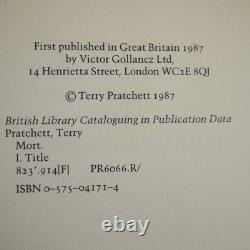 First published in Great Britain 1987
by Victor Gollancz Ltd,
14 Henrietta Street, London WC2E 8QJ
© Terry Pratchett 1987
British Library Cataloguing in Publication Data
Pratchett, Terry
Mort.
I. Title
823'.914[F] PR6066.R/
ISBN 0-575-04171-4
ebay